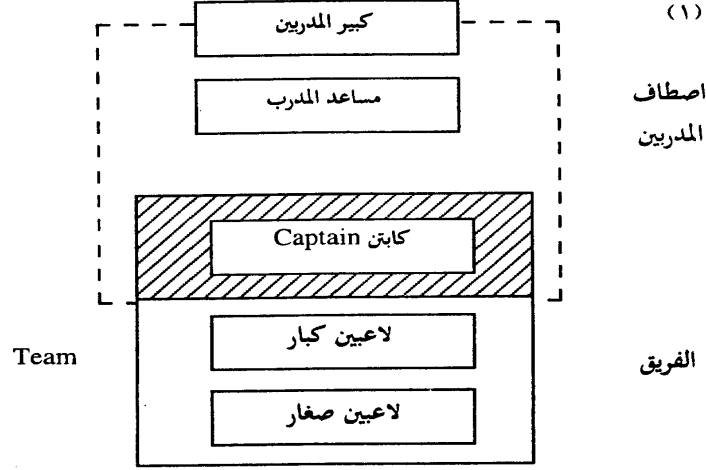 (١)
كبير المدربين
اصطاف
المدربين
مساعد المدرب
كابتن Captain
لاعبين كبار
الفريق
Team
لاعبين صغار